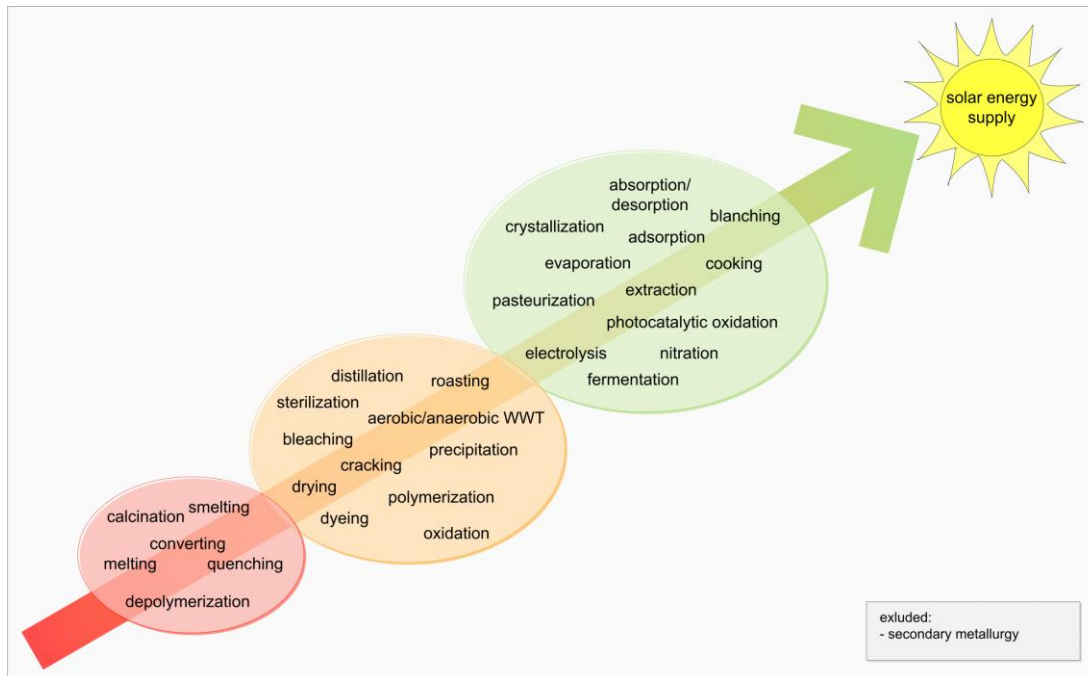 solar energy
supply
absorption/
desorption
blanching
crystallization
adsorption
evaporation
cooking
extraction
pasteurization
photocatalytic oxidation
electrolysis
nitration
fermentation
distillation
roasting
sterilization
aerobic/anaerobic WWT
bleaching
precipitation
cracking
drying
polymerization
dyeing
oxidation
smelting
calcination
converting
melting
quenching
depolymerization
exluded:
- secondary metallurgy